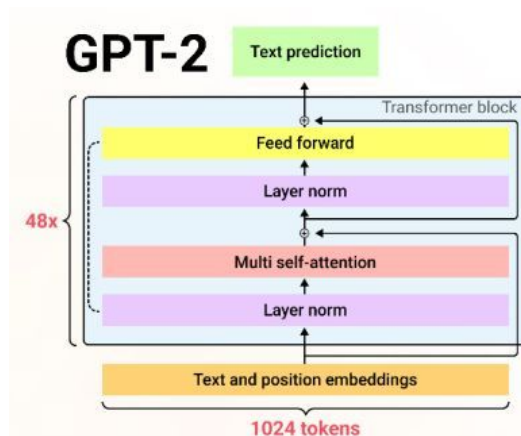 GPT-2
Text prediction
Transformer block
Feed forward
Layer norm
48x
Multi self-attention
Layer norm
Text and position embeddings
1024 tokens